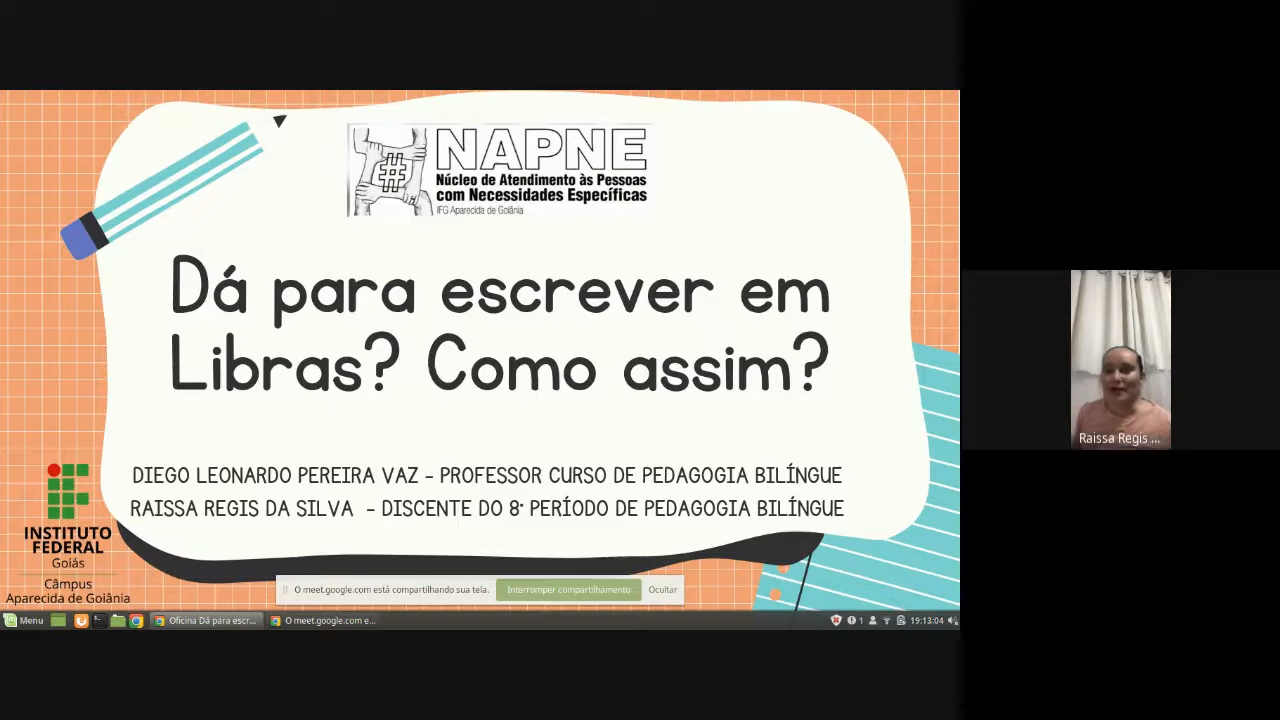 #
NAPNE
Núcleo de Atendimento às Pessoas
com Necessidades Específicas
IFG Aparecida de Goiânia
Dá para escrever em
Libras? Como assim?
DIEGO LEONARDO PEREIRA VAZ - PROFESSOR CURSO DE PEDAGOGIA BILÍNGUE
RAISSA REGIS DA SILVA - DISCENTE DO 8° PERÍODO DE PEDAGOGIA BILÍNGUE
INSTITUTO
FEDERAL
Goiás
Câmpus
Aparecida de Goiânia
Raissa Regis ...
O meet.google.com está compartilhando sua tela. Interromper compartilhamento Ocultar
Menu Oficina Dá para escr... O meet.google.com e... 1 19:13:04